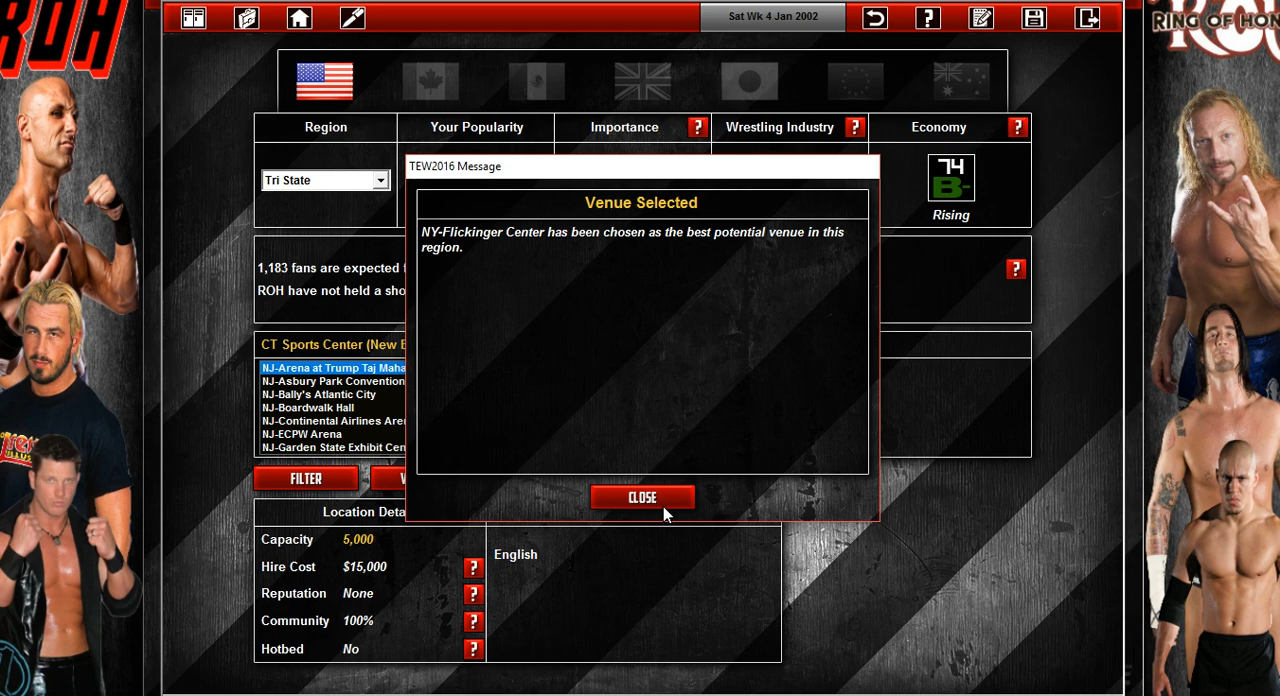 ROH
RING OF HON
Sat Wk 4 Jan 2002
Region
Your Popularity
Importance
?
Wrestling Industry
?
Economy
?
Tri State
74
B-
Rising
TEW2016 Message
Venue Selected
NY-Flickinger Center has been chosen as the best potential venue in this
region.
CLOSE
1,183 fans are expected
?
ROH have not held a sho
CT Sports Center (New
NJ-Arena at Trump Taj Maha
NJ-Asbury Park Convention
NJ-Bally's Atlantic City
NJ-Boardwalk Hall
NJ-Continental Airlines Are
NJ-ECPW Arena
NJ-Garden State Exhibit Cen
FILTER
Location Deta
Capacity 5,000
English
Hire Cost $15,000 ?
Reputation None ?
Community 100% ?
Hotbed No ?